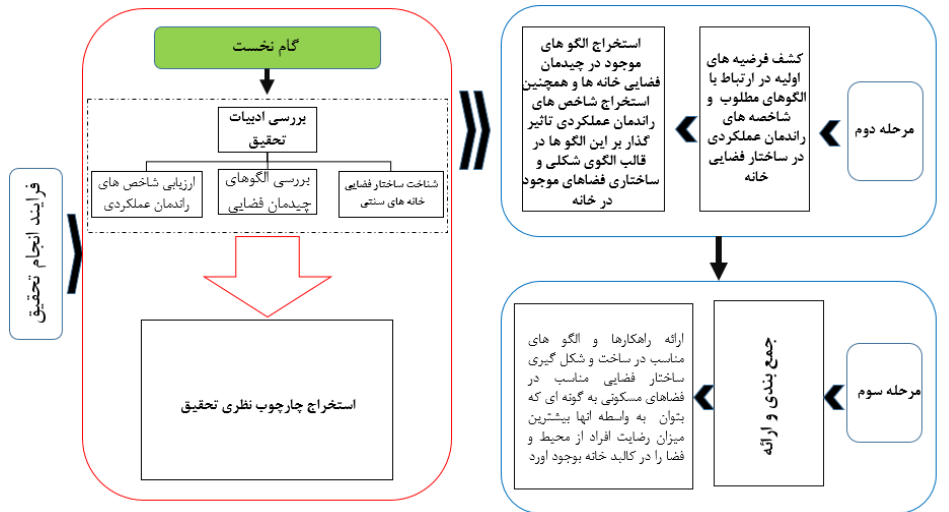 فرایند انجام تحقیق
گام نخست
بررسی ادبیات
تحقیق
شناخت ساختار فضایی
خانه های سنتی
بررسی الگوهای
چیدمان فضایی
ارزیابی شاخص های
راندمان عملکردی
استخراج چارچوب نظری تحقیق
مرحله دوم
کشف فرضیه های
اولیه در ارتباط با
الگوهای مطلوب و
شاخصه های
راندمان عملکردی
در ساختار فضایی
خانه
استخراج الگو های
موجود در چیدمان
فضایی خانه ها و همچنین
استخراج شاخص های
راندمان عملکردی تاثیر
گذار بر این الگو ها در
قالب الگوی شکلی و
ساختاری فضاهای موجود
در خانه
مرحله سوم
جمع بندی و ارائه
ارائه راهکارها و الگو های
مناسب در ساخت و شکل گیری
ساختار فضایی مناسب در
فضاهای مسکونی به گونه ای که
بتوان به واسطه انها بیشترین
میزان رضایت افراد از محیط و
فضا را در کالبد خانه بوجود اورد